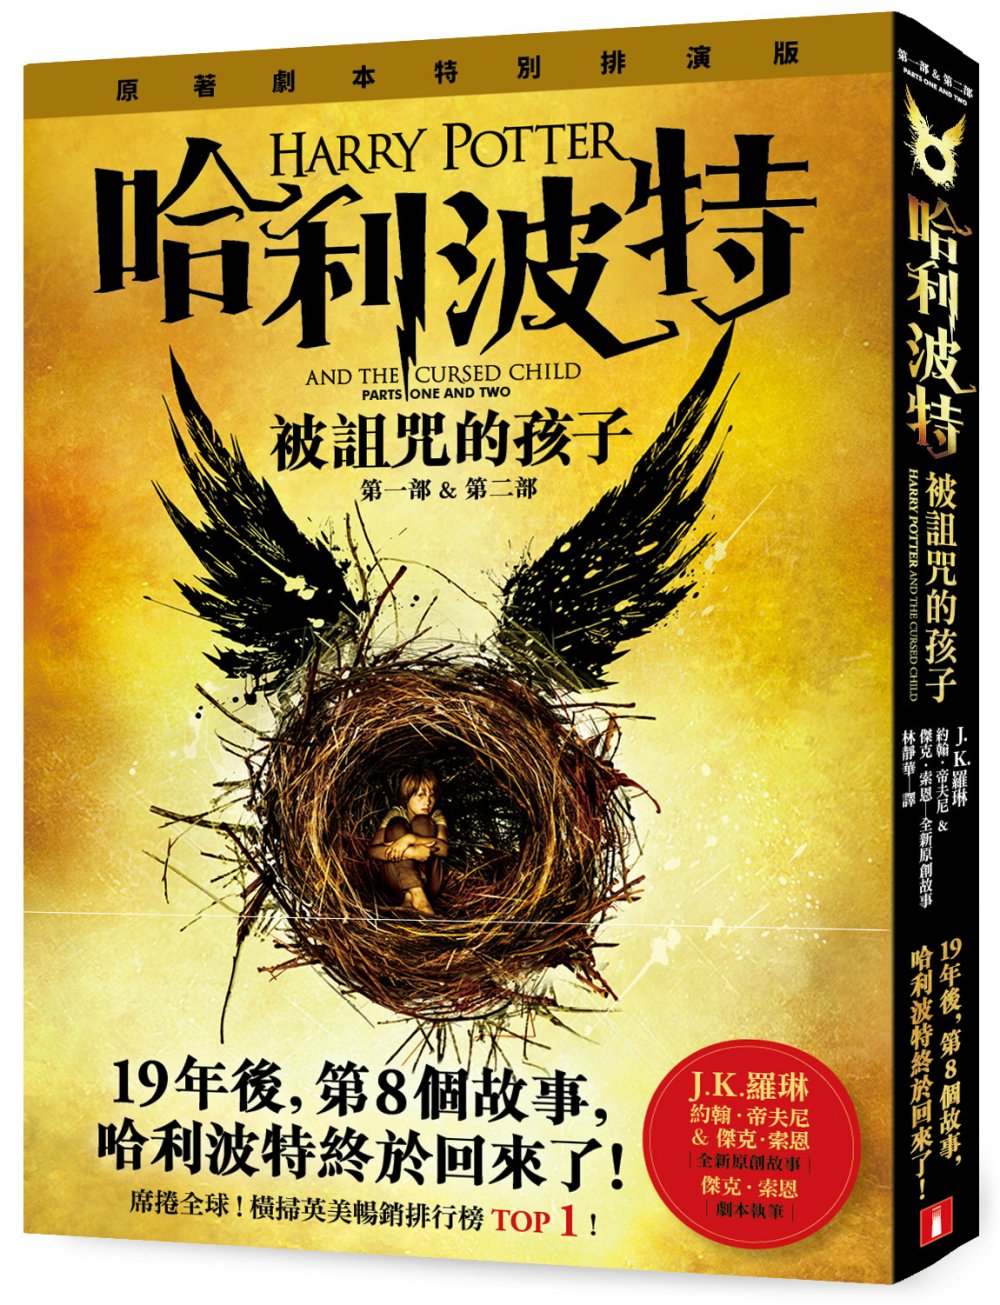 原著劇本特別排演版
HARRY POTTER
哈利波特
AND THE CURSED CHILD
PARTS ONE AND TWO
被詛咒的孩子
第一部 & 第二部
19年後,第8個故事,
哈利波特終於回來了!
席捲全球!橫掃英美暢銷排行榜 TOP 1!
J.K.羅琳
約翰·帝夫尼
& 傑克·索恩
|全新原創故事|
傑克·索恩
|劇本執筆|
第一部 & 第二部
PARTS ONE AND TWO
哈利波特
被詛咒的孩子
HARRY POTTER AND THE CURSED CHILD
J.K.羅琳
約翰·帝夫尼 &
傑克·索恩—全新原創故事
林靜華—譯
19年後,第8個故事,
哈利波特終於回來了!